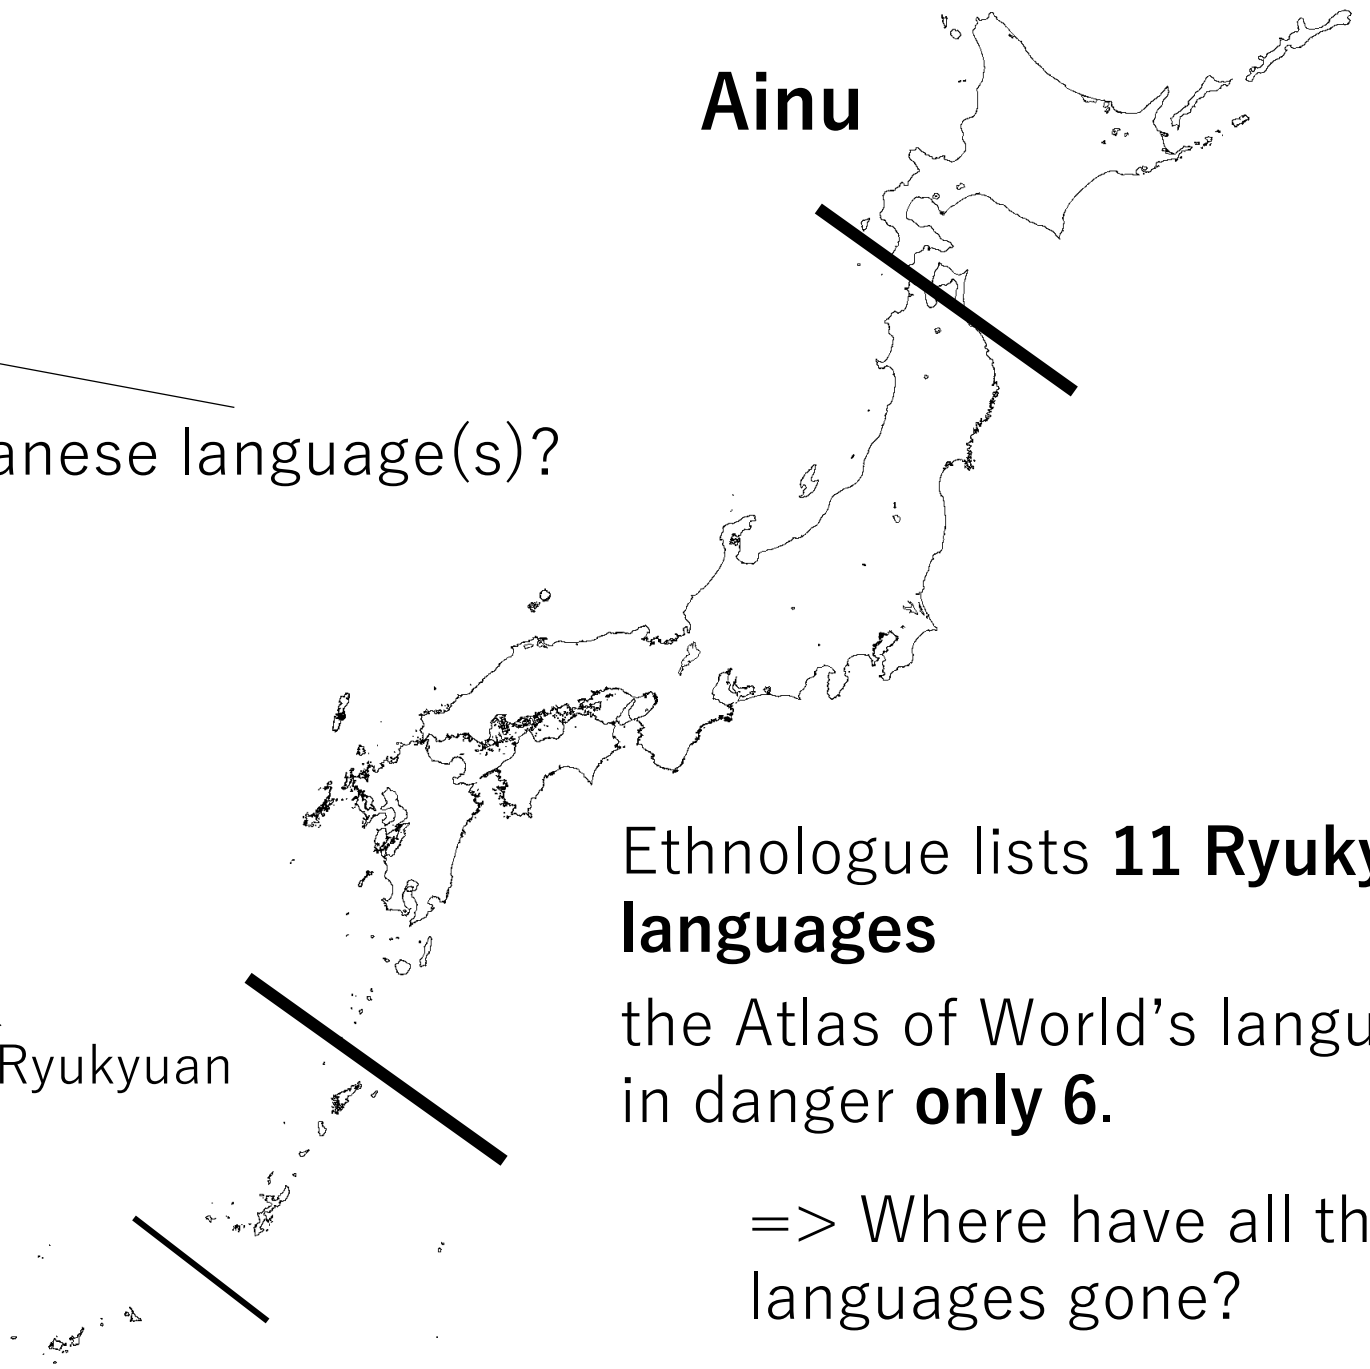 Ainu
anese language(s)?
Ethnologue lists 11 Ryuky
languages
the Atlas of World’s langu
in danger only 6.
Ryukyuan
=> Where have all th
languages gone?